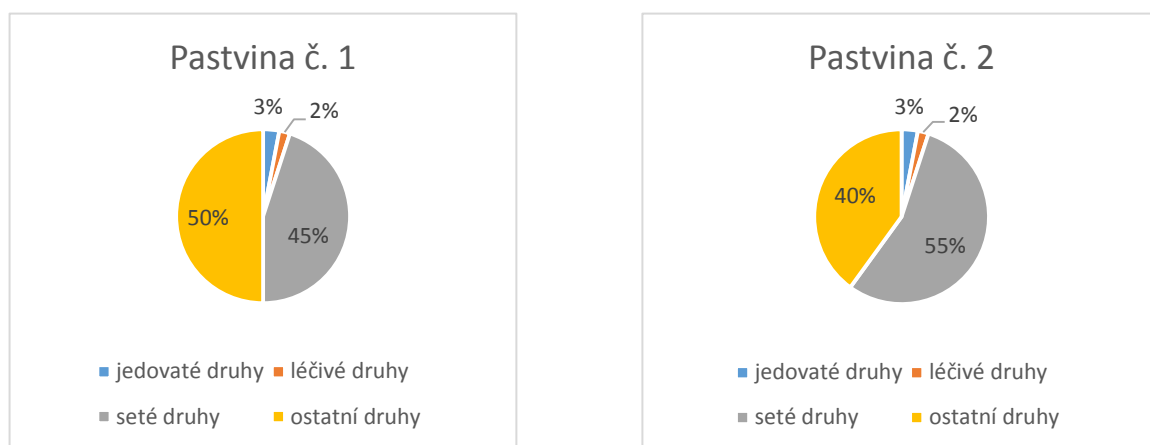 Pastvina č. 1
3%
2%
50%
45%
jedovaté druhy
léčivé druhy
seté druhy
ostatní druhy
Pastvina č. 2
3%
2%
40%
55%
jedovaté druhy
léčivé druhy
seté druhy
ostatní druhy